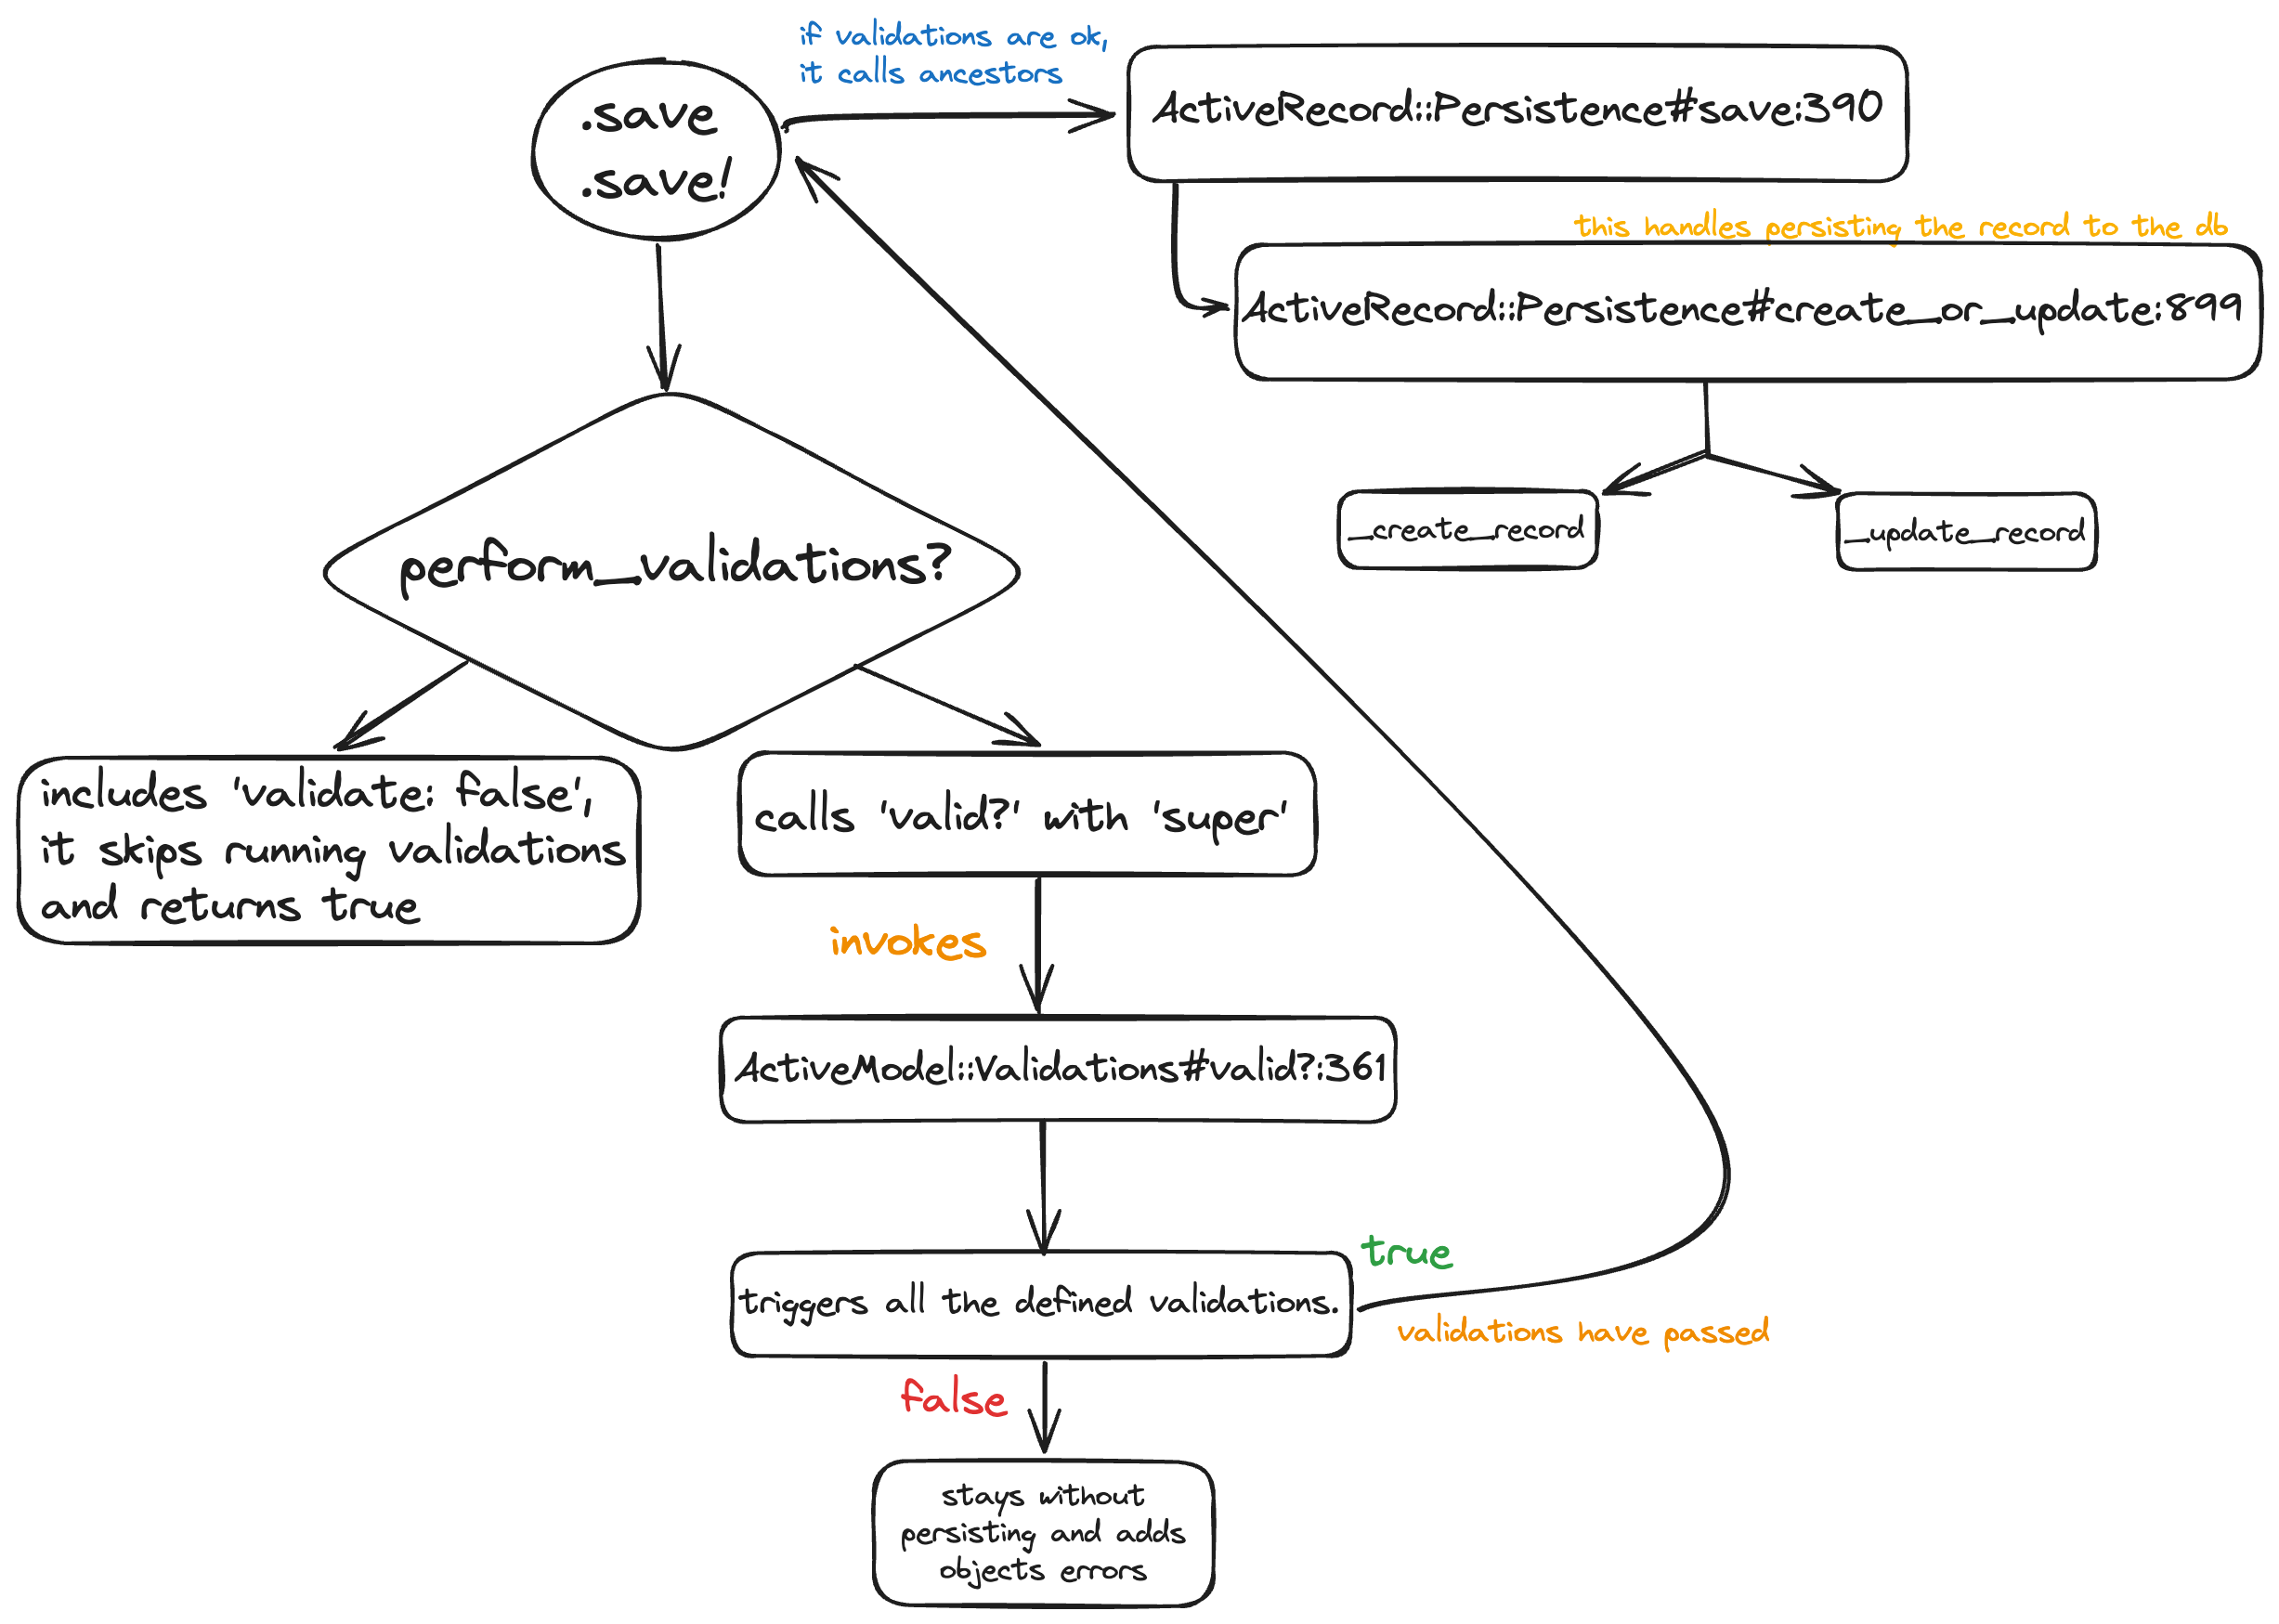 if validations are ok,
it calls ancestors
.save
.save!
ActiveRecord::Persistence#save:390
this handles persisting the record to the db
ActiveRecord::Persistence#create_or_update:899
_create_record
_update_record
perform_validations?
includes 'validate: false',
it skips running validations
and returns true
calls 'valid?' with 'super'
invokes
ActiveModel::Validations#valid?:361
true
triggers all the defined validations.
validations have passed
false
stays without
persisting and adds
objects errors